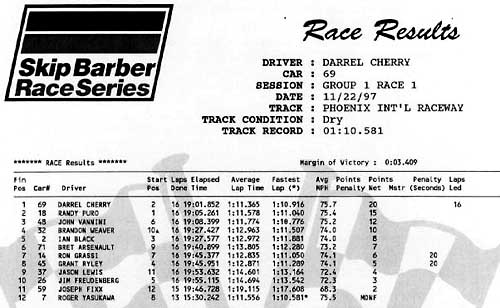 Skip Barber
Race Series
Race Results
DRIVER : DARREL CHERRY
CAR : 69
SESSION : GROUP 1 RACE 1
DATE : 11/22/97
TRACK : PHOENIX INT'L RACEWAY
TRACK CONDITION : Dry
TRACK RECORD : 01:10.581
******* RACE Results ******* Margin of Victory : 0:03.409
Fin Start Laps Elapsed Average Fastest Avg Points Points Penalty Laps
Pos Car# Driver Pos Done Time Lap Time Lap (*) MPH Penalty Net Mstr (Seconds) Led
1 69 DARREL CHERRY 2 16 19:01.852 1:11.365 1:10.916 75.7 20 16
2 18 RANDY PURO 1 16 19:05.261 1:11.578 1:11.040 75.4 15
3 48 JOHN VANNINI 6 16 19:08.399 1:11.774 1:10.776 75.2 12
4 32 BRANDON WEAVER 10▲ 16 19:27.427 1:12.963 1:11.507 74.0 10
5 2 IAN BLACK 3 16 19:27.577 1:12.972 1:11.881 74.0 8
6 71 BRET ARSENAULT 4 16 19:40.899 1:13.805 1:12.280 73.2 7
7 14 RON GRASSI 7 16 19:45.377 1:12.835 1:11.050 74.1 6 20
8 45 GRANT RYLEY 4 16 19:45.951 1:12.871 1:11.289 74.1 5 20
9 37 JASON LEWIS 11 16 19:53.632 1:14.601 1:13.164 72.4 4
10 26 JIM FREUDENBERG 5 16 19:55.115 1:14.694 1:13.542 72.3 3
11 59 JOSEPH FIXX 12 15 19:46.728 1:19.115 1:17.608 68.3 2
12 7 ROGER YASUKAWA 8 13 15:30.242 1:11.556 1:10.581* 75.5 MDNF